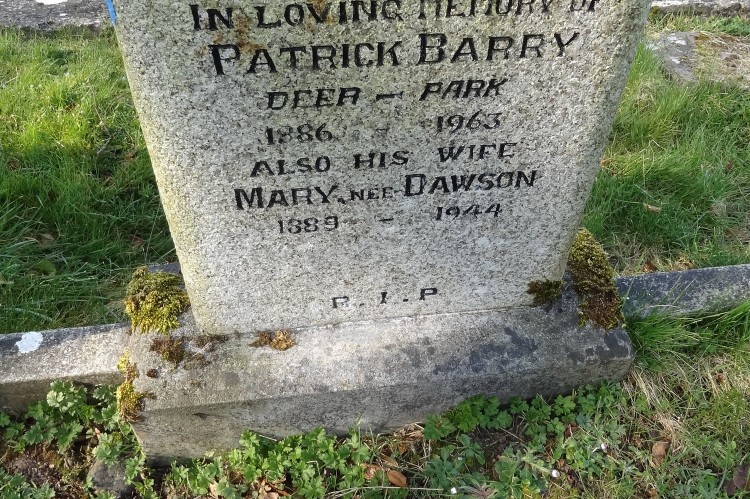 IN LOVING MEMORY OF
PATRICK BARRY
DEER - PARK
1886 - 1963
ALSO HIS WIFE
MARY NEE DAWSON
1889 - 1944
R. I. P